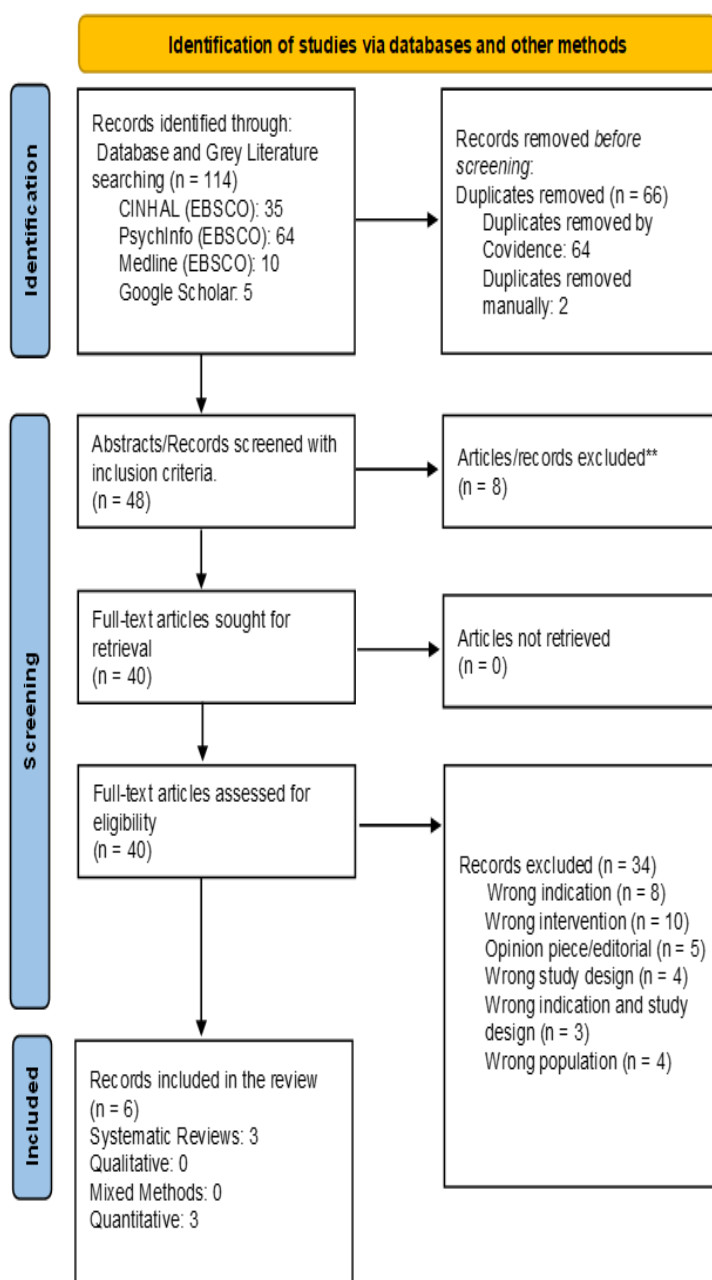 Identification of studies via databases and other methods
Identification
Records identified through:
Database and Grey Literature
searching (n = 114)
CINHAL (EBSCO): 35
PsychInfo (EBSCO): 64
Medline (EBSCO): 10
Google Scholar: 5
Records removed before
screening:
Duplicates removed (n = 66)
Duplicates removed by
Covidence: 64
Duplicates removed
manually: 2
Screening
Abstracts/Records screened with
inclusion criteria.
(n = 48)
Articles/records excluded**
(n = 8)
Full-text articles sought for
retrieval
(n = 40)
Articles not retrieved
(n = 0)
Full-text articles assessed for
eligibility
(n = 40)
Records excluded (n = 34)
Wrong indication (n = 8)
Wrong intervention (n = 10)
Opinion piece/editorial (n = 5)
Wrong study design (n = 4)
Wrong indication and study
design (n = 3)
Wrong population (n = 4)
Included
Records included in the review
(n = 6)
Systematic Reviews: 3
Qualitative: 0
Mixed Methods: 0
Quantitative: 3